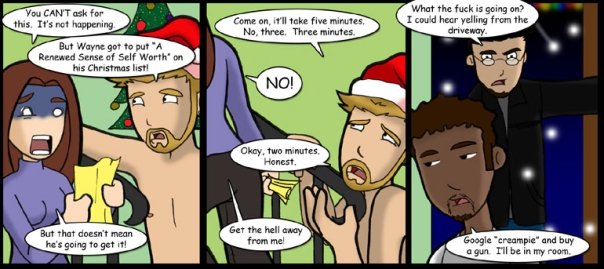 You CAN'T ask for
this. It's not happening.
But Wayne got to put "A
Renewed Sense of Self Worth" on
his Christmas list!
But that doesn't mean
he's going to get it!
Come on, it'll take five minutes.
No, three. Three minutes.
NO!
Okay, two minutes.
Honest.
Get the hell away
from me!
What the fuck is going on?
I could hear yelling from the
driveway.
Google "creampie" and buy
a gun. I'll be in my room.